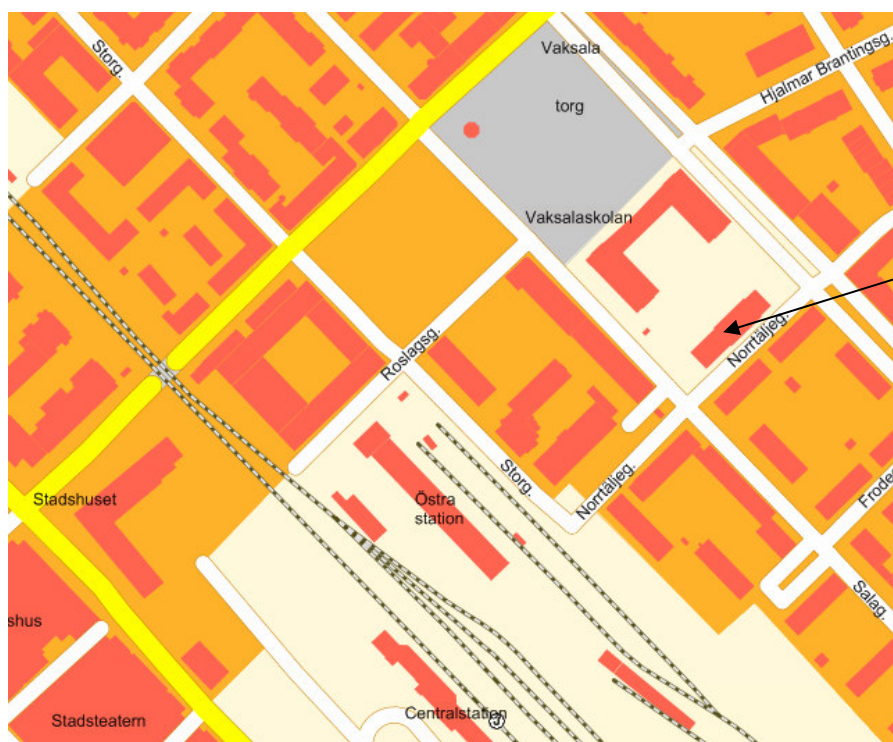 Storg.
Vaksala
torg
Hjalmar Brantingsg.
Vaksalaskolan
Norrtäljeg.
Roslagsg.
Storg.
Norrtäljeg.
Stadshuset
Östra
station
Frode
Salag.
shus
Stadsteatern
Centralstation
J